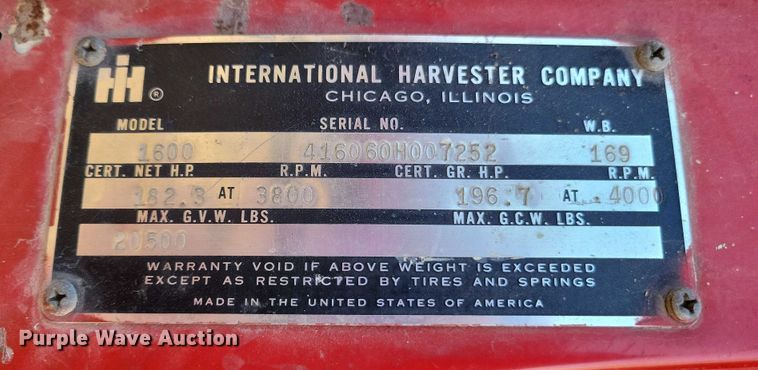 IH ® INTERNATIONAL HARVESTER COMPANY
CHICAGO, ILLINOIS
MODEL SERIAL NO. W.B.
1600 416060H007252 169
CERT. NET H.P. R.P.M. CERT. GR. H.P. R.P.M.
182.3 AT 3800 196.7 AT 4000
MAX. G.V.W. LBS. MAX. G.C.W. LBS.
20500
WARRANTY VOID IF ABOVE WEIGHT IS EXCEEDED
EXCEPT AS RESTRICTED BY TIRES AND SPRINGS
MADE IN THE UNITED STATES OF AMERICA
Purple Wave Auction